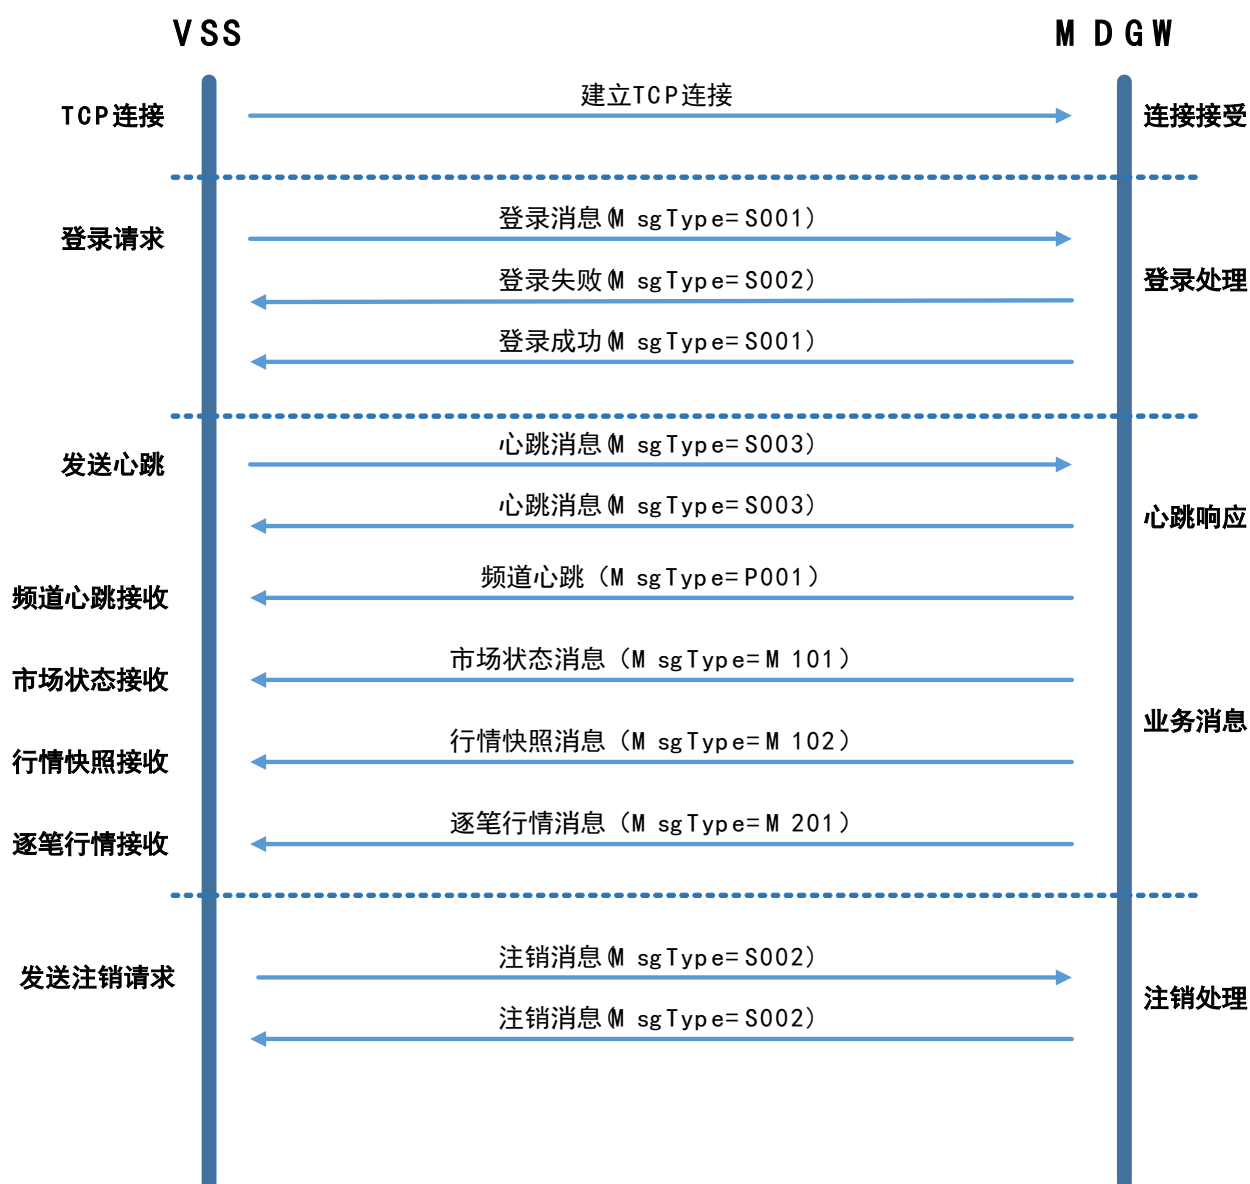 VSS MDGW
建立TCP连接
TCP连接 连接接受
登录消息(MsgType=S001)
登录请求
登录失败(MsgType=S002) 登录处理
登录成功(MsgType=S001)
心跳消息(MsgType=S003)
发送心跳
心跳消息(MsgType=S003) 心跳响应
频道心跳（MsgType=P001）
频道心跳接收
市场状态消息（MsgType=M101）
市场状态接收
业务消息
行情快照消息（MsgType=M102）
行情快照接收
逐笔行情消息（MsgType=M201）
逐笔行情接收
注销消息(MsgType=S002)
发送注销请求
注销处理
注销消息(MsgType=S002)